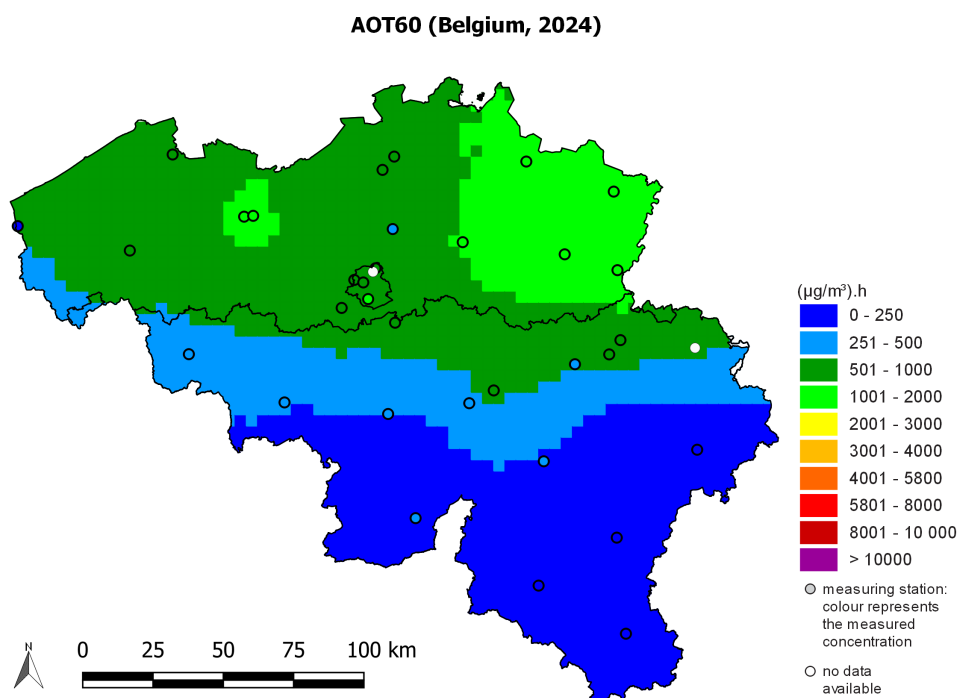 AOT60 (Belgium, 2024)
(µg/m³).h
0 - 250
251 - 500
501 - 1000
1001 - 2000
2001 - 3000
3001 - 4000
4001 - 5800
5801 - 8000
8001 - 10 000
> 10000
measuring station:
colour represents
the measured
concentration
no data
available
N
0 25 50 75 100 km